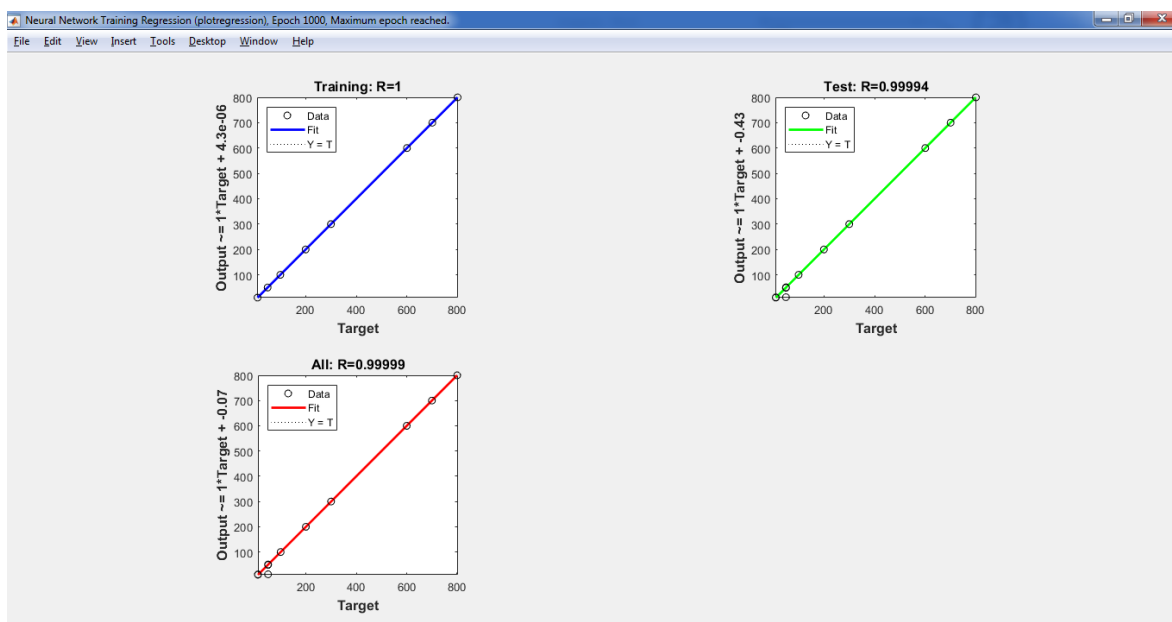 Neural Network Training Regression (plotregression), Epoch 1000, Maximum epoch reached.
File Edit View Insert Tools Desktop Window Help
Training: R=1
Output ~= 1*Target + 4.3e-06
800
700
600
500
400
300
200
100
Data
Fit
Y = T
200 400 600 800
Target
Test: R=0.99994
Output ~= 1*Target + -0.43
800
700
600
500
400
300
200
100
Data
Fit
Y = T
200 400 600 800
Target
All: R=0.99999
Output ~= 1*Target + -0.07
800
700
600
500
400
300
200
100
Data
Fit
Y = T
200 400 600 800
Target